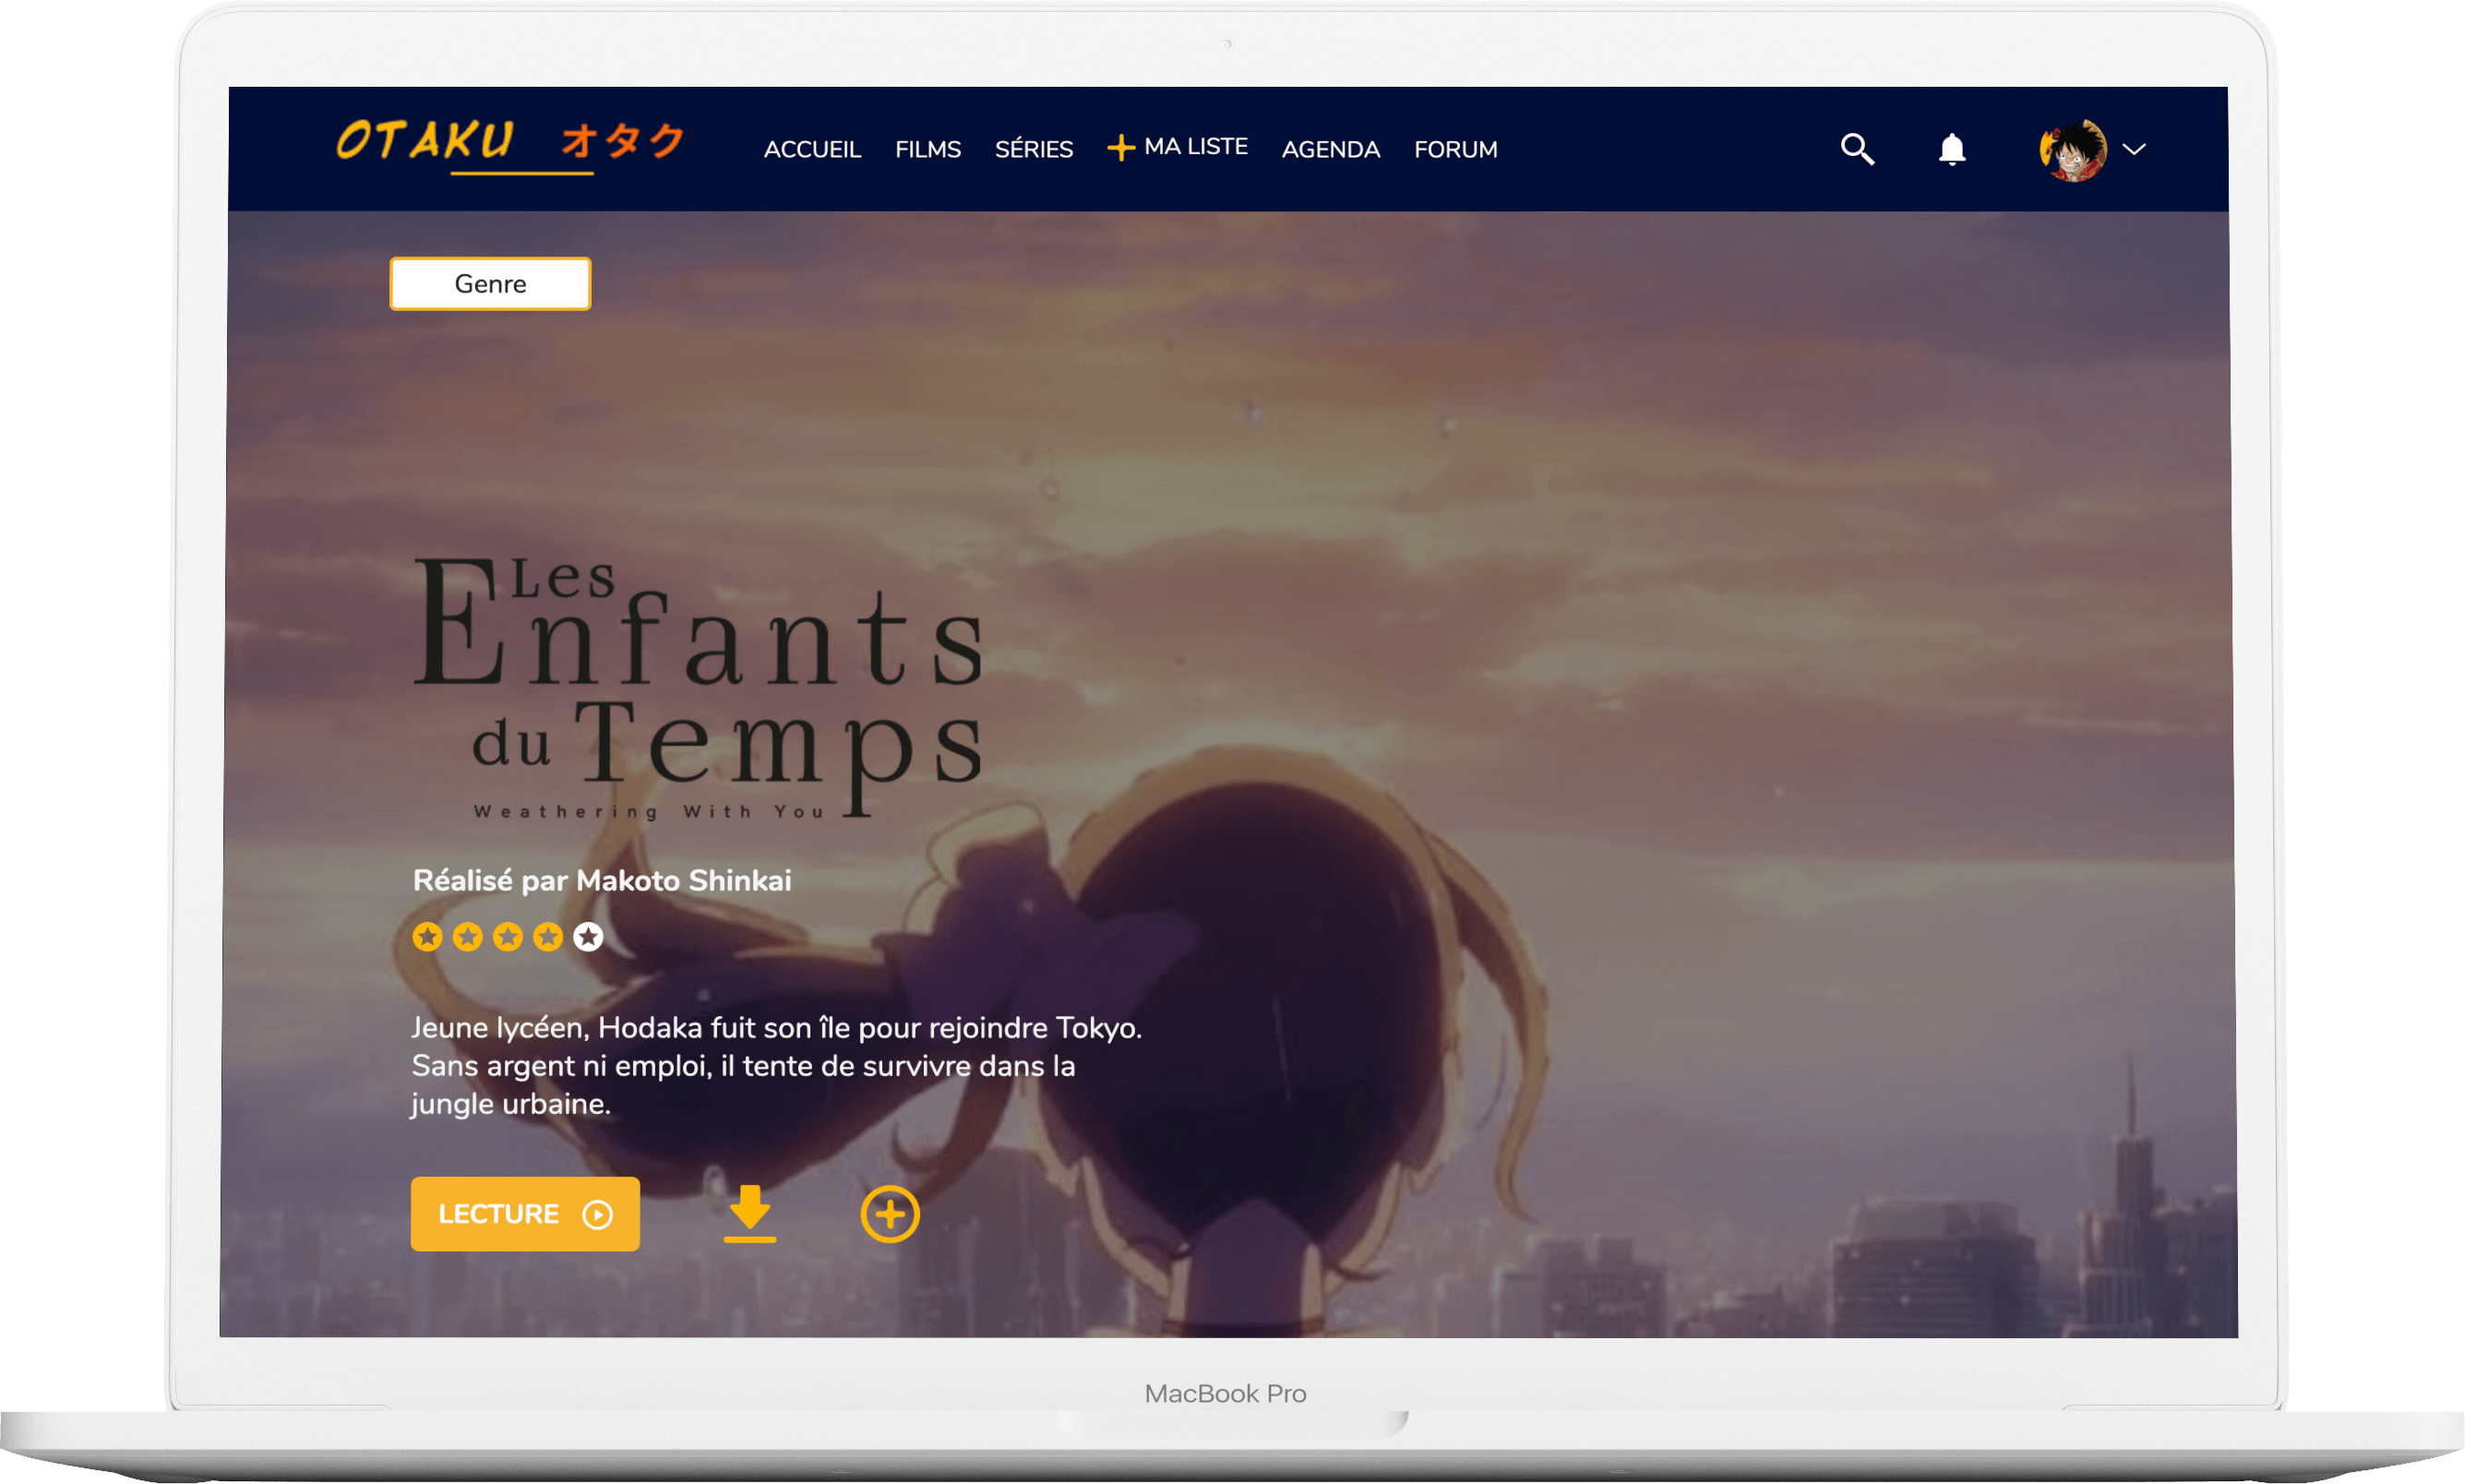 OTAKU オタク
ACCUEIL FILMS SÉRIES MA LISTE AGENDA FORUM
Genre
Les
Enfants
du Temps
Weathering With You
Réalisé par Makoto Shinkai
Jeune lycéen, Hodaka fuit son île pour rejoindre Tokyo.
Sans argent ni emploi, il tente de survivre dans la
jungle urbaine.
LECTURE
MacBook Pro